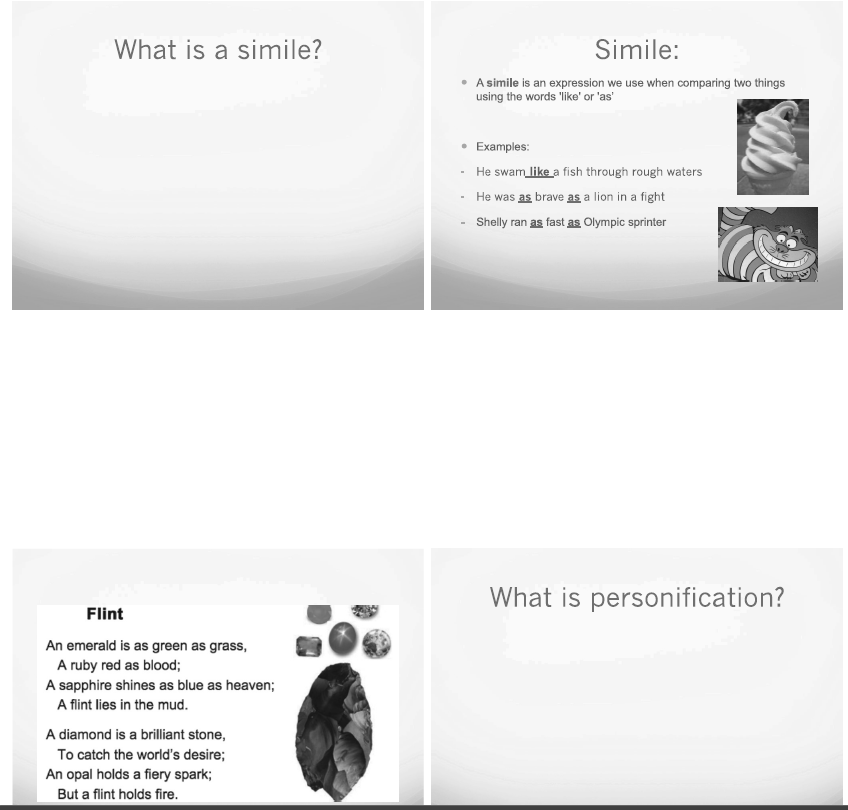 What is a simile?
Simile:
• A simile is an expression we use when comparing two things
using the words 'like' or 'as'
• Examples:
- He swam like a fish through rough waters
- He was as brave as a lion in a fight
- Shelly ran as fast as Olympic sprinter
Flint
An emerald is as green as grass,
A ruby red as blood;
A sapphire shines as blue as heaven;
A flint lies in the mud.
A diamond is a brilliant stone,
To catch the world's desire;
An opal holds a fiery spark;
But a flint holds fire.
What is personification?